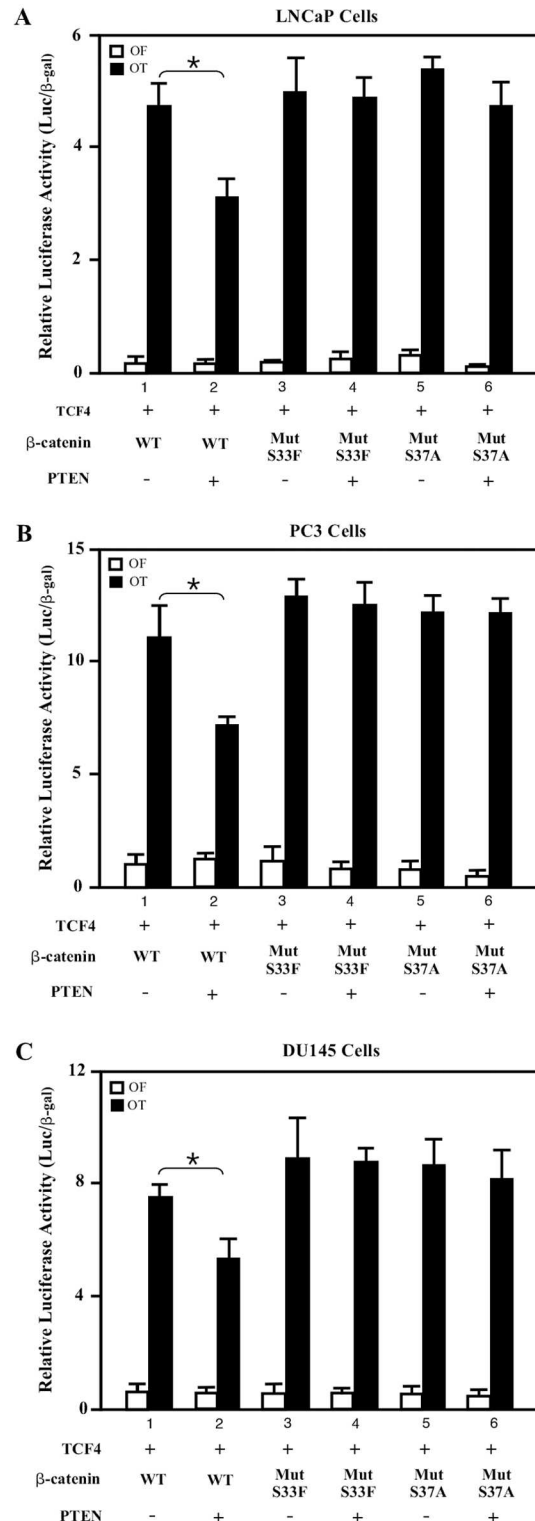 A
LNCaP Cells
Relative Luciferase Activity (Luc/β-gal)
6
4
2
0
OF
OT
*
1 2 3 4 5 6
TCF4 + + + + + +
β-catenin WT WT Mut S33F Mut S33F Mut S37A Mut S37A
PTEN - + - + - +
B
PC3 Cells
Relative Luciferase Activity (Luc/β-gal)
15
10
5
0
OF
OT
*
1 2 3 4 5 6
TCF4 + + + + + +
β-catenin WT WT Mut S33F Mut S33F Mut S37A Mut S37A
PTEN - + - + - +
C
DU145 Cells
Relative Luciferase Activity (Luc/β-gal)
12
8
4
0
OF
OT
*
1 2 3 4 5 6
TCF4 + + + + + +
β-catenin WT WT Mut S33F Mut S33F Mut S37A Mut S37A
PTEN - + - + - +